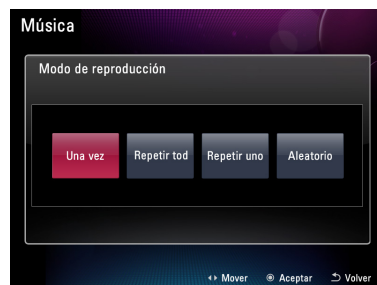 Música
Modo de reproducción
Una vez Repetir tod Repetir uno Aleatorio
Mover Aceptar Volver